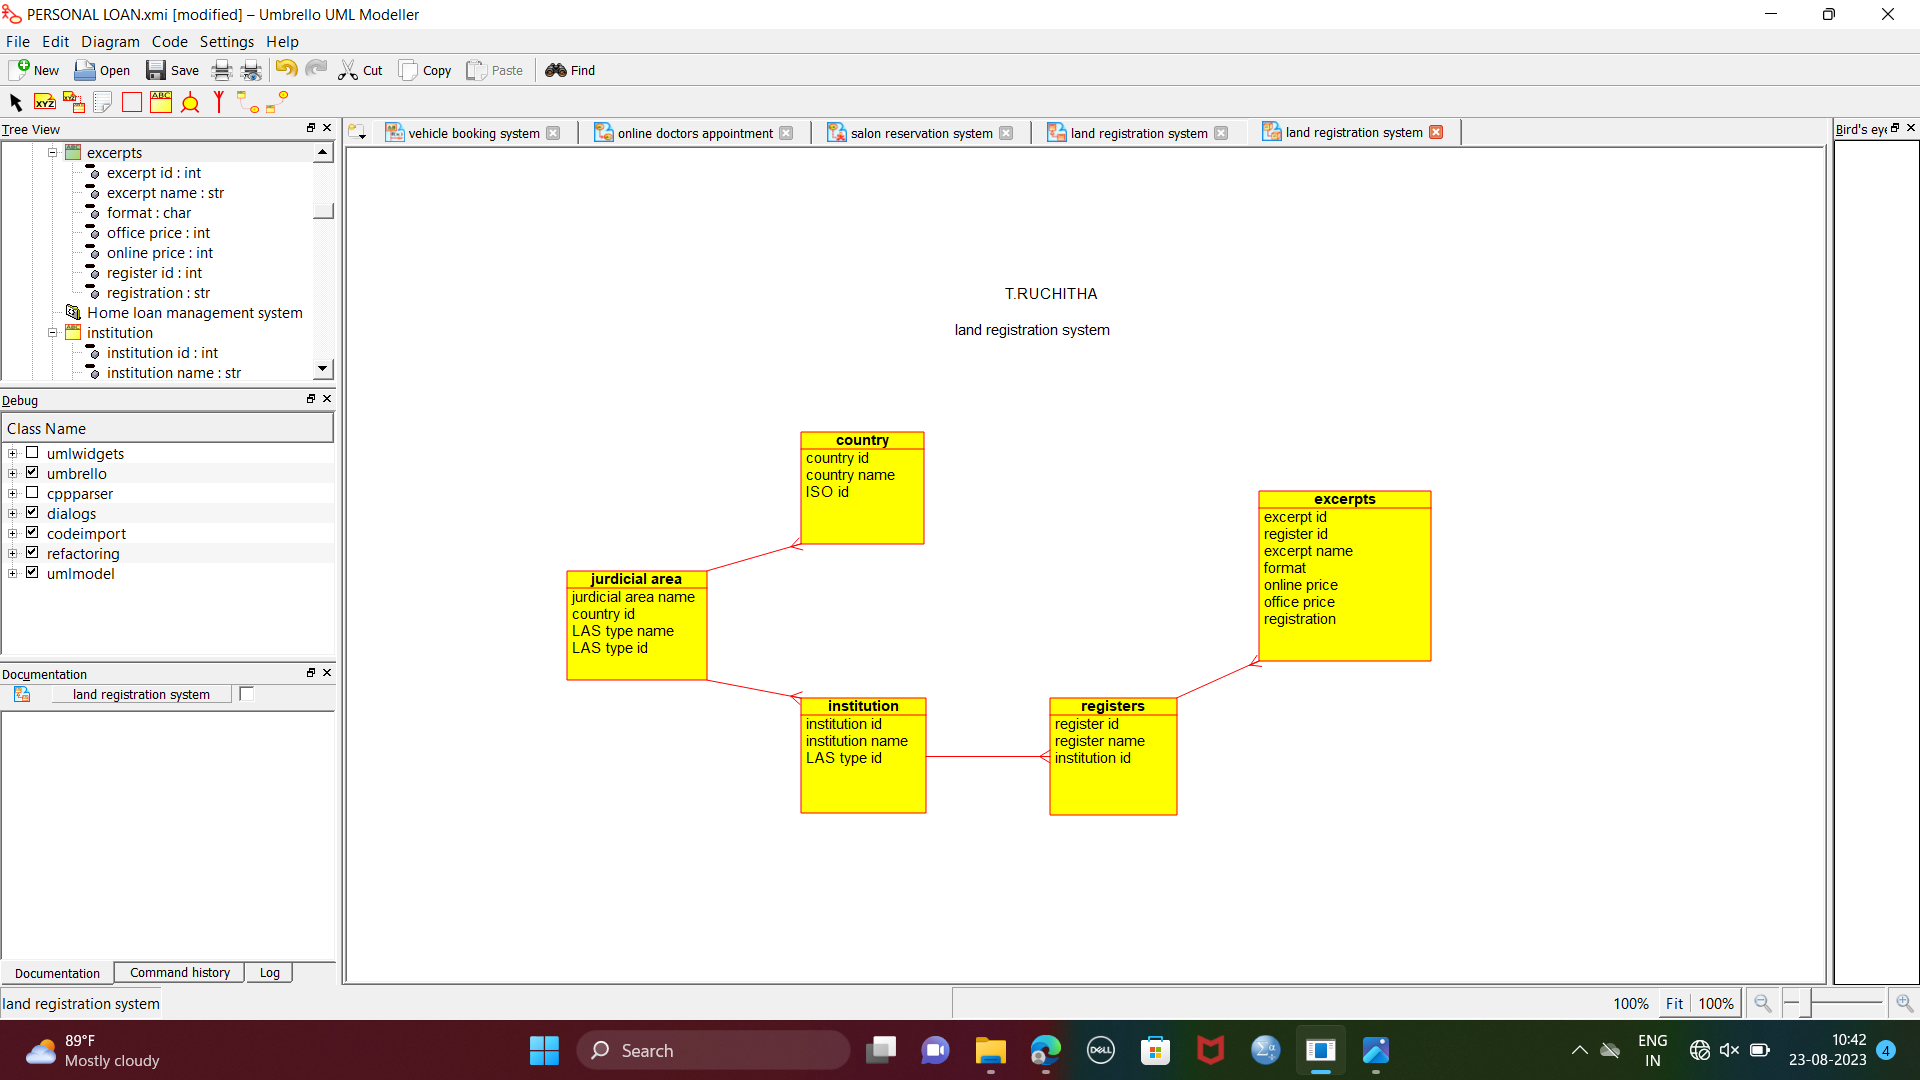 PERSONAL LOAN.xmi [modified] – Umbrello UML Modeller
File Edit Diagram Code Settings Help
New Open Save Cut Copy Paste Find
XYZ XYZ ABC
Tree View
vehicle booking system online doctors appointment salon reservation system land registration system land registration system
Bird's eye
excerpts
excerpt id : int
excerpt name : str
format : char
office price : int
online price : int
register id : int
registration : str
Home loan management system
institution
institution id : int
institution name : str
Debug
Class Name
umlwidgets
umbrello
cppparser
dialogs
codeimport
refactoring
umlmodel
Documentation
land registration system
Documentation Command history Log
T.RUCHITHA
land registration system
country
country id
country name
ISO id
jurdicial area
jurdicial area name
country id
LAS type name
LAS type id
institution
institution id
institution name
LAS type id
registers
register id
register name
institution id
excerpts
excerpt id
register id
excerpt name
format
online price
office price
registration
land registration system
100% Fit 100%
89°F
Mostly cloudy
Search
DELL
ENG
IN
10:42
23-08-2023
4